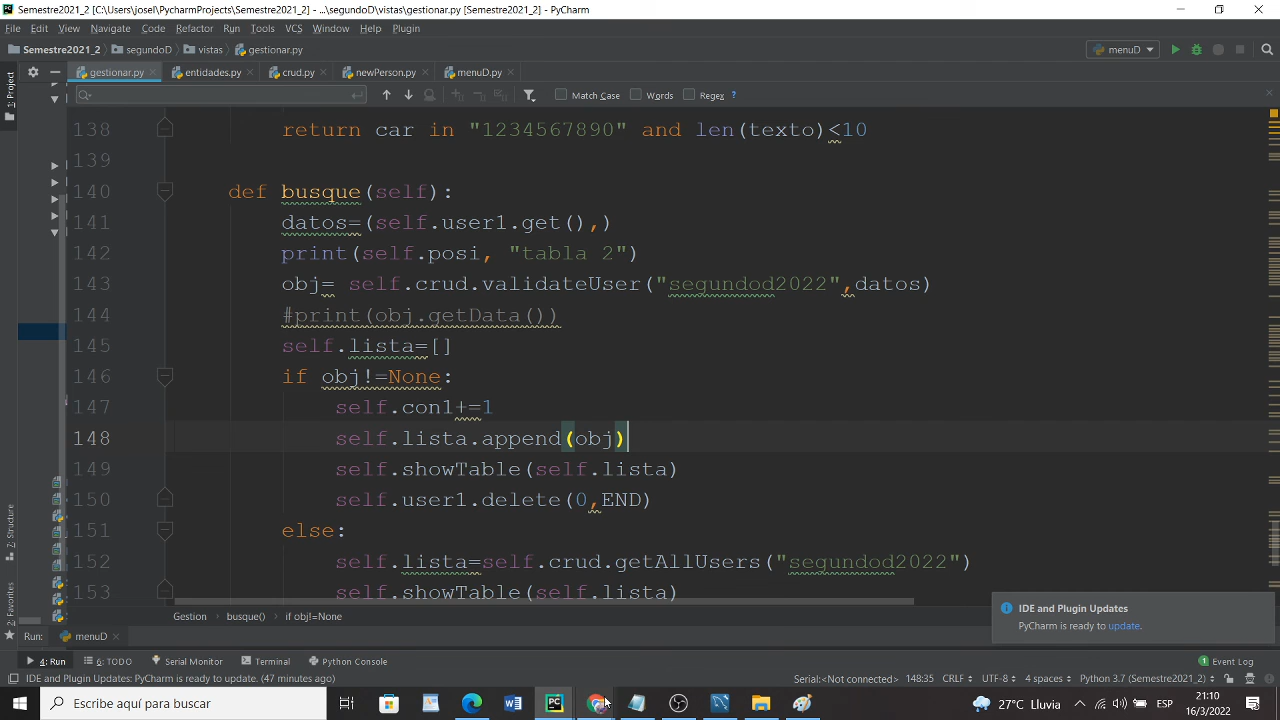 Semestre2021_2 [C:\Users\josel\PycharmProjects\Semestre2021_2] - ...\segundoD\vistas\gestionar.py [Semestre2021_2] - PyCharm
File Edit View Navigate Code Refactor Run Tools VCS Window Help Plugin
Semestre2021_2 segundoD vistas gestionar.py menuD
gestionar.py entidades.py crud.py newPerson.py menuD.py
Match Case Words Regex ?
1: Project
138 return car in "1234567890" and len(texto)<10
139
140 def busque(self):
141 datos=(self.user1.get(),)
142 print(self.posi, "tabla 2")
143 obj= self.crud.validateUser("segundod2022",datos)
144 #print(obj.getData())
145 self.lista=[]
146 if obj!=None:
147 self.con1+=1
148 self.lista.append(obj)
149 self.showTable(self.lista)
150 self.user1.delete(0,END)
151 else:
152 self.lista=self.crud.getAllUsers("segundod2022")
153 self.showTable(self.lista)
7: Structure
2: Favorites
IDE and Plugin Updates
PyCharm is ready to update.
Gestion busque() if obj!=None
Run: menuD
4: Run 6: TODO Serial Monitor Terminal Python Console 1 Event Log
IDE and Plugin Updates: PyCharm is ready to update. (47 minutes ago) Serial:<Not connected> 148:35 CRLF UTF-8 4 spaces Python 3.7 (Semestre2021_2)
Escribe aquí para buscar 27°C Lluvia ESP 21:10
16/3/2022